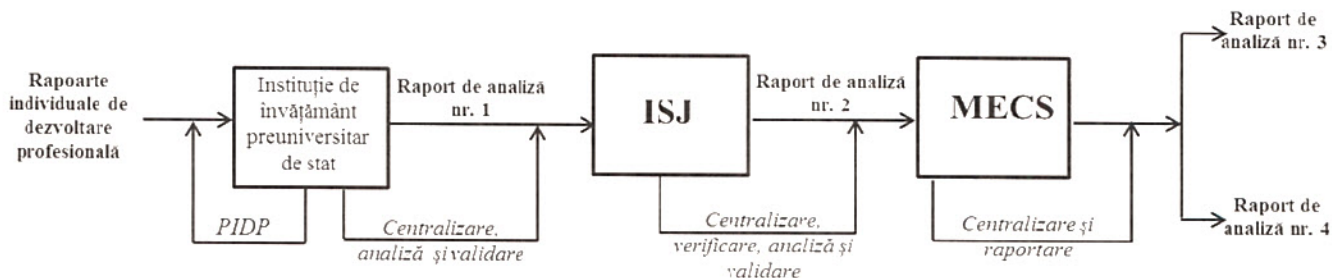 Rapoarte
individuale de
dezvoltare
profesională
Instituție de
învățământ
preuniversitar
de stat
PIDP
Raport de analiză
nr. 1
Centralizare,
analiză și validare
ISJ
Raport de analiză
nr. 2
Centralizare,
verificare, analiză și
validare
MECS
Centralizare și
raportare
Raport de
analiză nr. 3
Raport de
analiză nr. 4